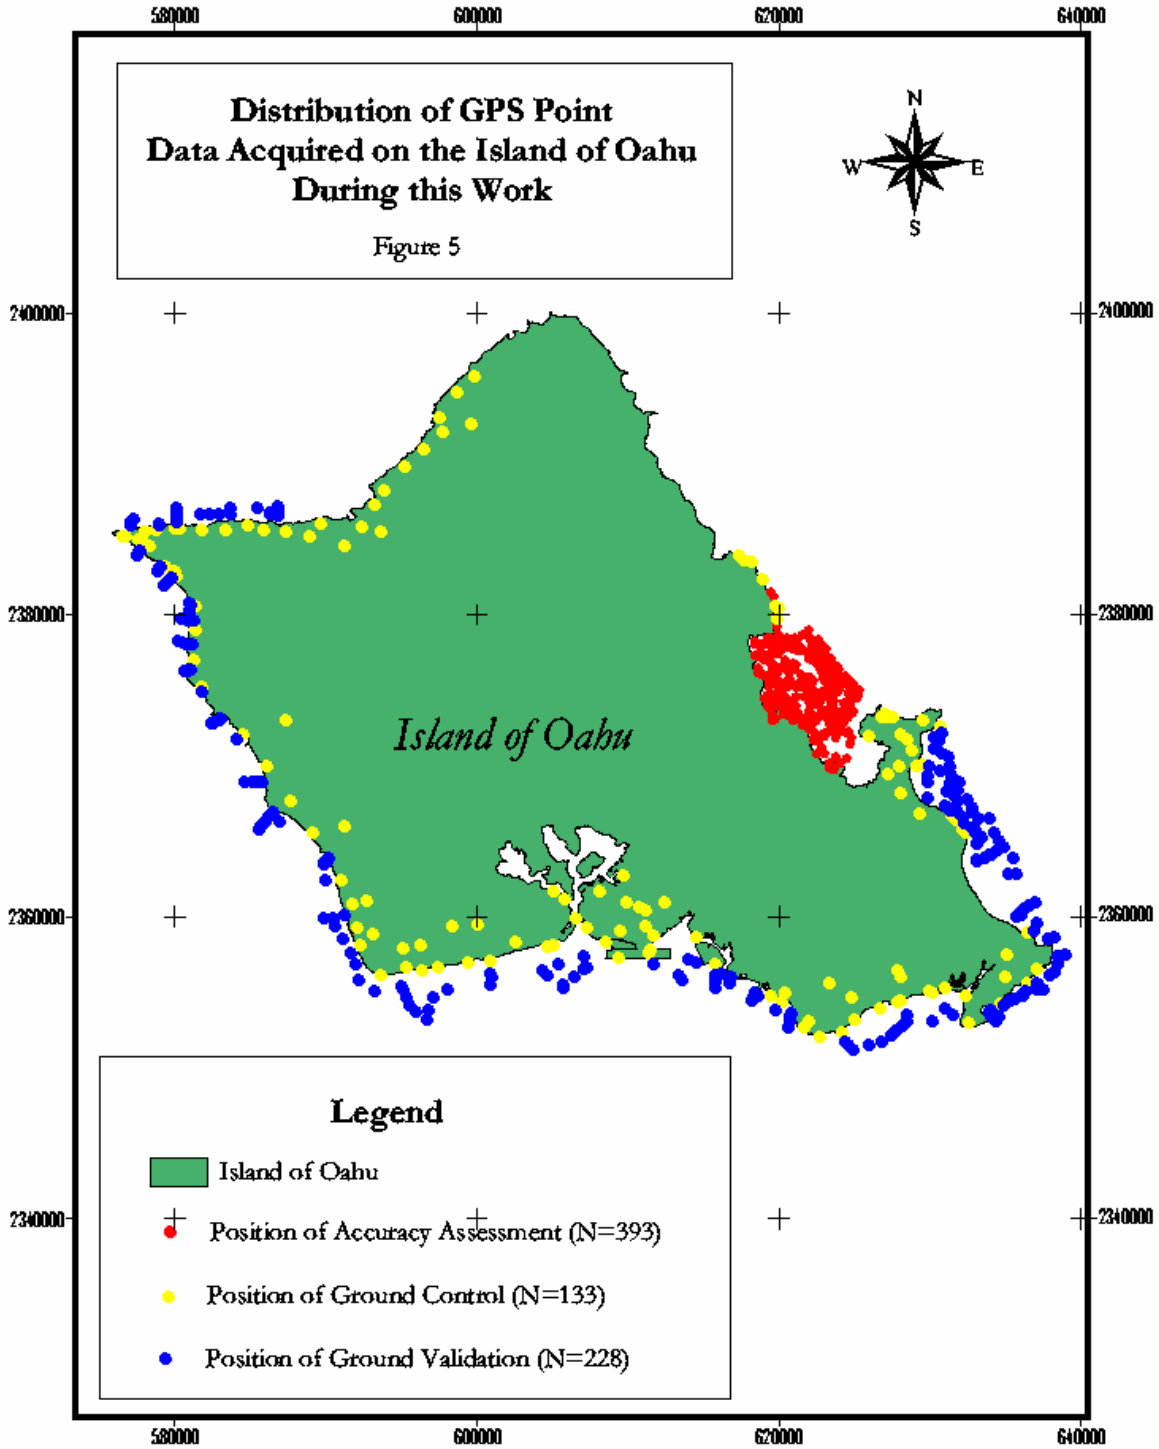 580000 600000 620000 640000
Distribution of GPS Point
Data Acquired on the Island of Oahu
During this Work
Figure 5
N
W E
S
2400000 2400000
2380000 2380000
Island of Oahu
2360000 2360000
Legend
Island of Oahu
2340000 2340000
Position of Accuracy Assessment (N=393)
Position of Ground Control (N=133)
Position of Ground Validation (N=228)
580000 600000 620000 640000